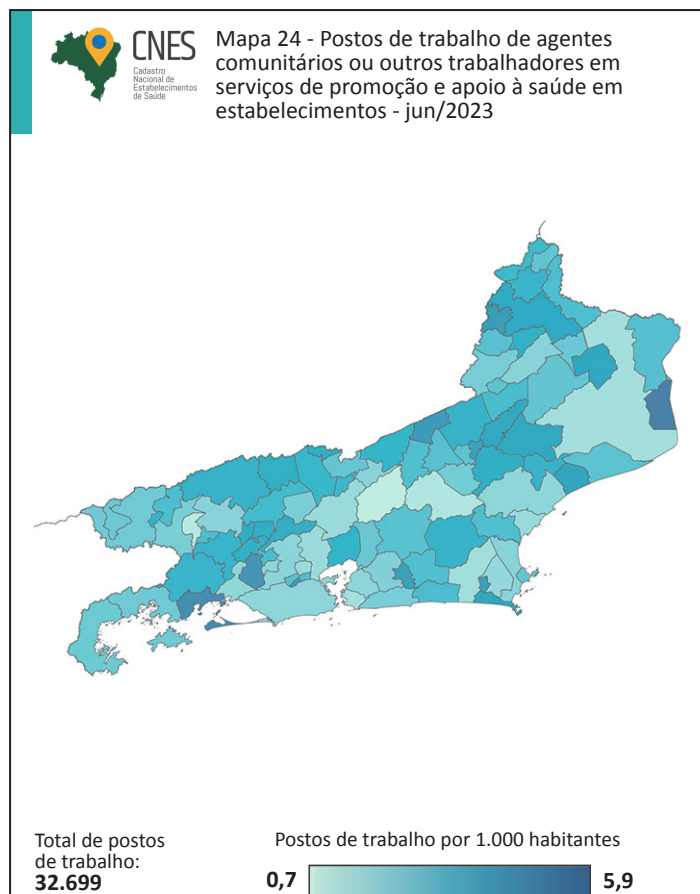 CNES
Cadastro
Nacional de
Estabelecimentos
de Saúde
Mapa 24 - Postos de trabalho de agentes
comunitários ou outros trabalhadores em
serviços de promoção e apoio à saúde em
estabelecimentos - jun/2023
Total de postos
de trabalho:
32.699
Postos de trabalho por 1.000 habitantes
0,7
5,9